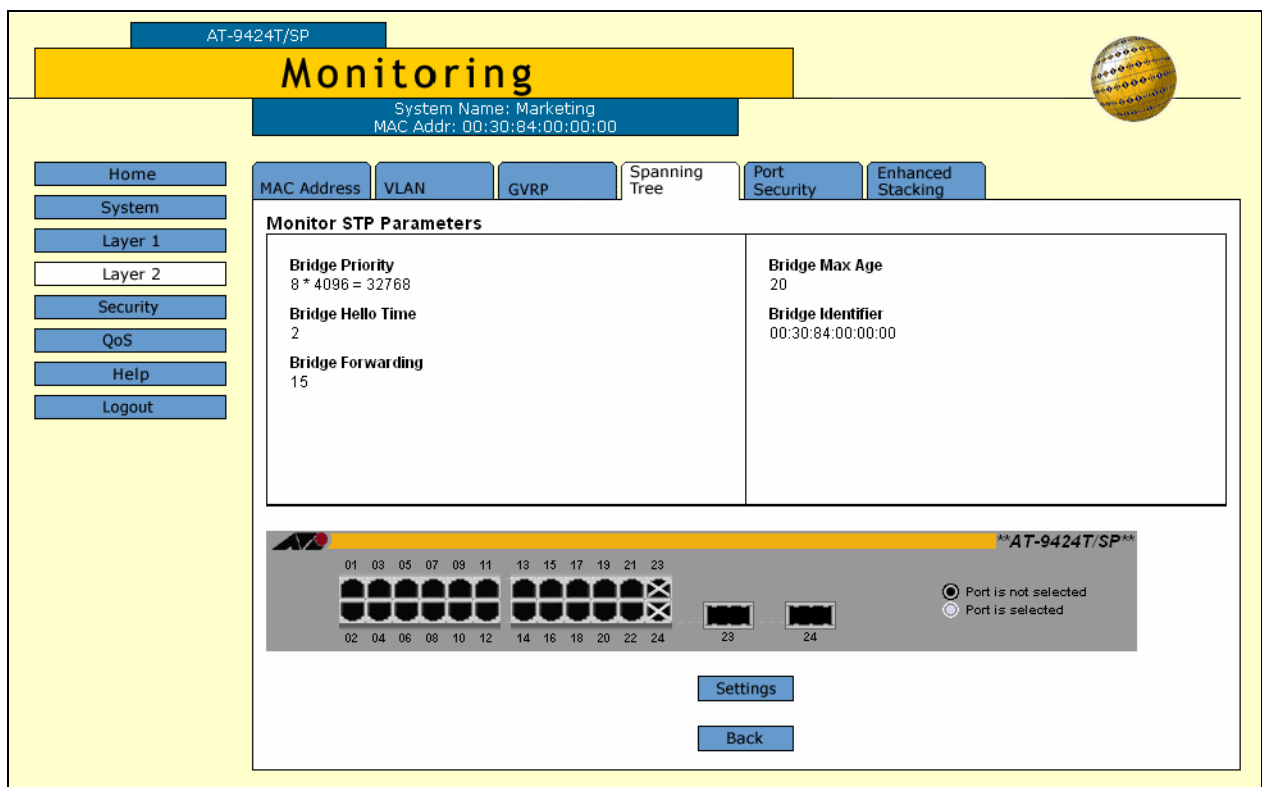 AT-9424T/SP
Monitoring
System Name: Marketing
MAC Addr: 00:30:84:00:00:00
Home
System
Layer 1
Layer 2
Security
QoS
Help
Logout
MAC Address
VLAN
GVRP
Spanning
Tree
Port
Security
Enhanced
Stacking
Monitor STP Parameters
Bridge Priority
8 * 4096 = 32768
Bridge Hello Time
2
Bridge Forwarding
15
Bridge Max Age
20
Bridge Identifier
00:30:84:00:00:00
**AT-9424T/SP**
01 03 05 07 09 11 13 15 17 19 21 23
02 04 06 08 10 12 14 16 18 20 22 24
23
24
Port is not selected
Port is selected
Settings
Back